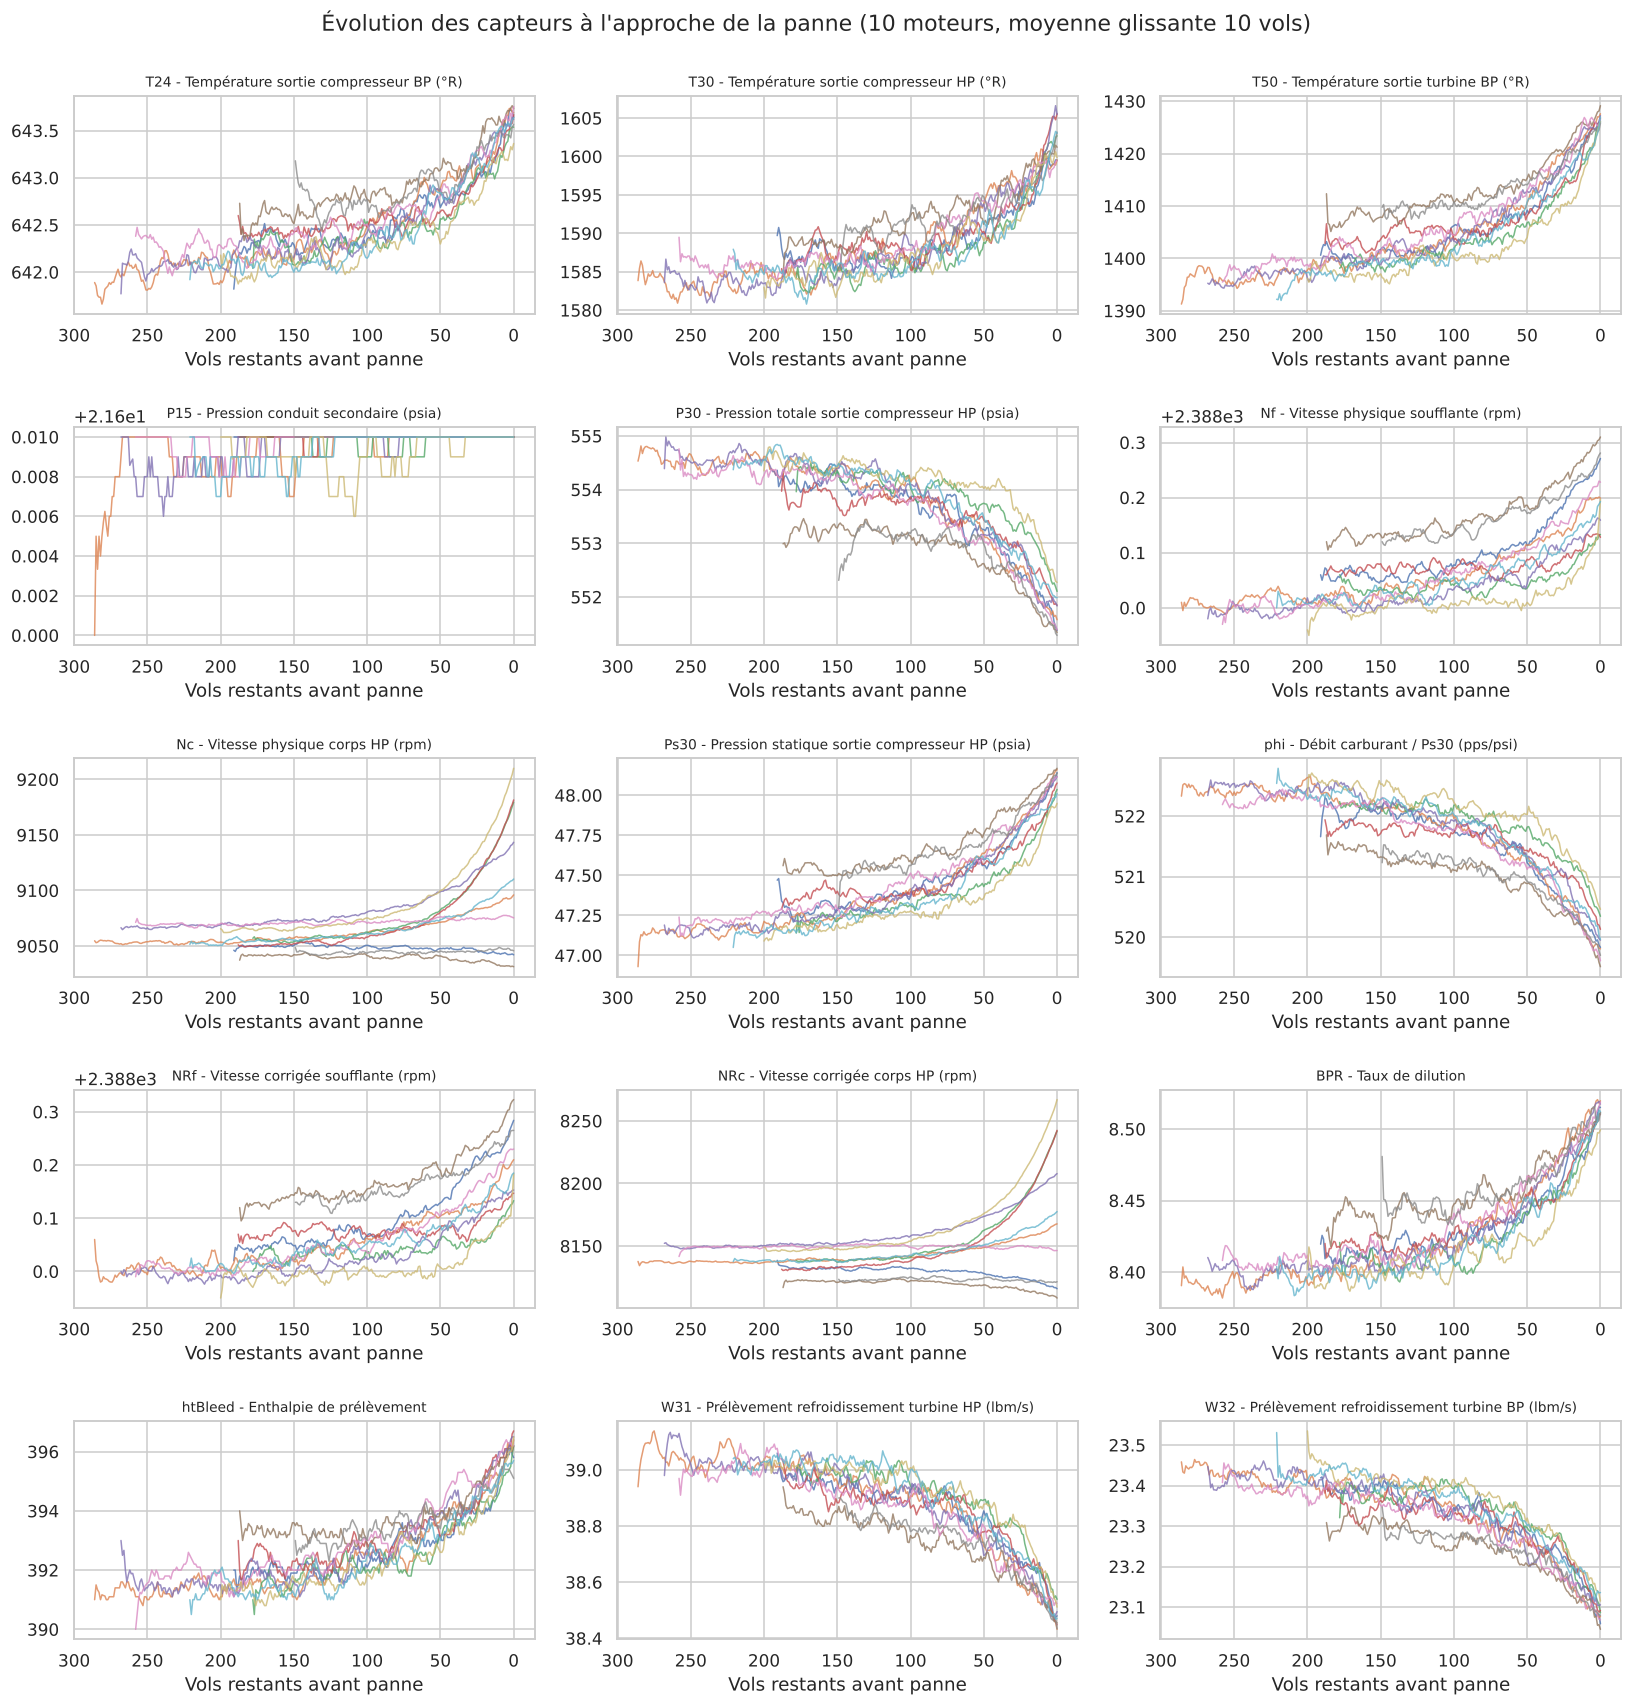 Évolution des capteurs à l'approche de la panne (10 moteurs, moyenne glissante 10 vols)
T24 - Température sortie compresseur BP (°R)
643.5
643.0
642.5
642.0
300 250 200 150 100 50 0
Vols restants avant panne
T30 - Température sortie compresseur HP (°R)
1605
1600
1595
1590
1585
1580
300 250 200 150 100 50 0
Vols restants avant panne
T50 - Température sortie turbine BP (°R)
1430
1420
1410
1400
1390
300 250 200 150 100 50 0
Vols restants avant panne
+2.16e1
P15 - Pression conduit secondaire (psia)
0.010
0.008
0.006
0.004
0.002
0.000
300 250 200 150 100 50 0
Vols restants avant panne
P30 - Pression totale sortie compresseur HP (psia)
555
554
553
552
300 250 200 150 100 50 0
Vols restants avant panne
+2.388e3
Nf - Vitesse physique soufflante (rpm)
0.3
0.2
0.1
0.0
300 250 200 150 100 50 0
Vols restants avant panne
Nc - Vitesse physique corps HP (rpm)
9200
9150
9100
9050
300 250 200 150 100 50 0
Vols restants avant panne
Ps30 - Pression statique sortie compresseur HP (psia)
48.00
47.75
47.50
47.25
47.00
300 250 200 150 100 50 0
Vols restants avant panne
phi - Débit carburant / Ps30 (pps/psi)
522
521
520
300 250 200 150 100 50 0
Vols restants avant panne
+2.388e3
NRf - Vitesse corrigée soufflante (rpm)
0.3
0.2
0.1
0.0
300 250 200 150 100 50 0
Vols restants avant panne
NRc - Vitesse corrigée corps HP (rpm)
8250
8200
8150
300 250 200 150 100 50 0
Vols restants avant panne
BPR - Taux de dilution
8.50
8.45
8.40
300 250 200 150 100 50 0
Vols restants avant panne
htBleed - Enthalpie de prélèvement
396
394
392
390
300 250 200 150 100 50 0
Vols restants avant panne
W31 - Prélèvement refroidissement turbine HP (lbm/s)
39.0
38.8
38.6
38.4
300 250 200 150 100 50 0
Vols restants avant panne
W32 - Prélèvement refroidissement turbine BP (lbm/s)
23.5
23.4
23.3
23.2
23.1
300 250 200 150 100 50 0
Vols restants avant panne